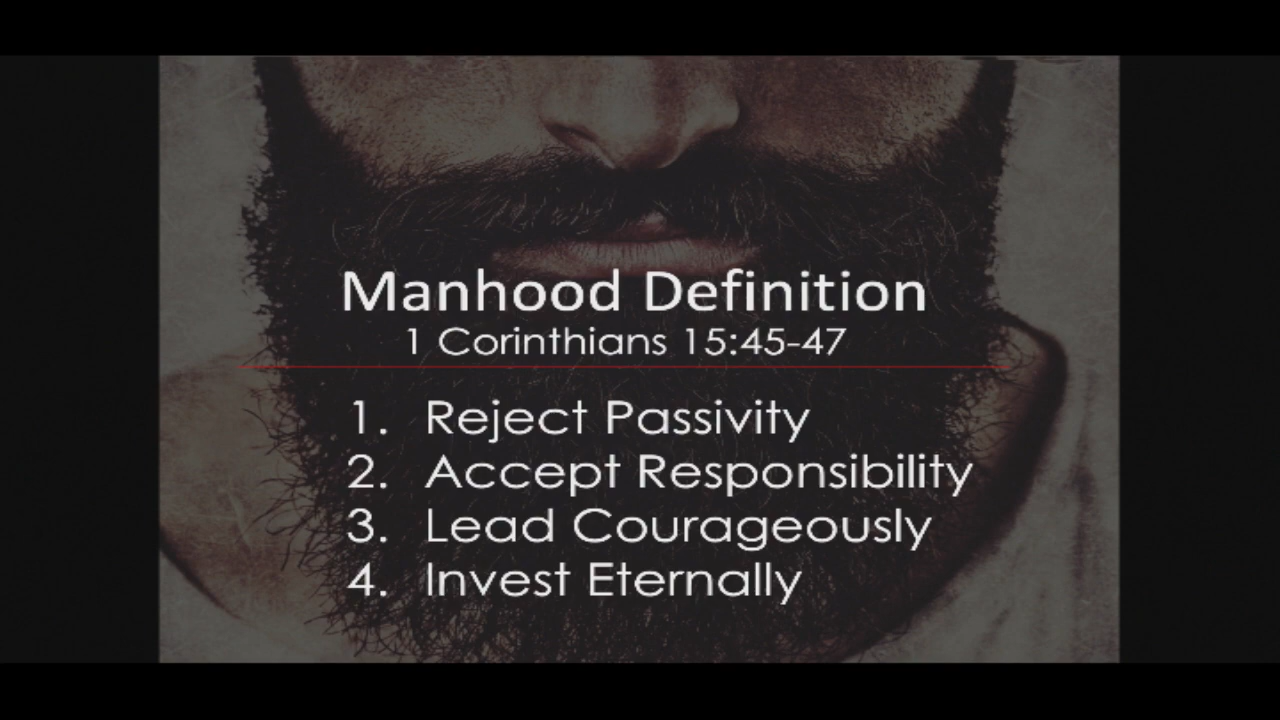 Manhood Definition
1 Corinthians 15:45-47
1. Reject Passivity
2. Accept Responsibility
3. Lead Courageously
4. Invest Eternally